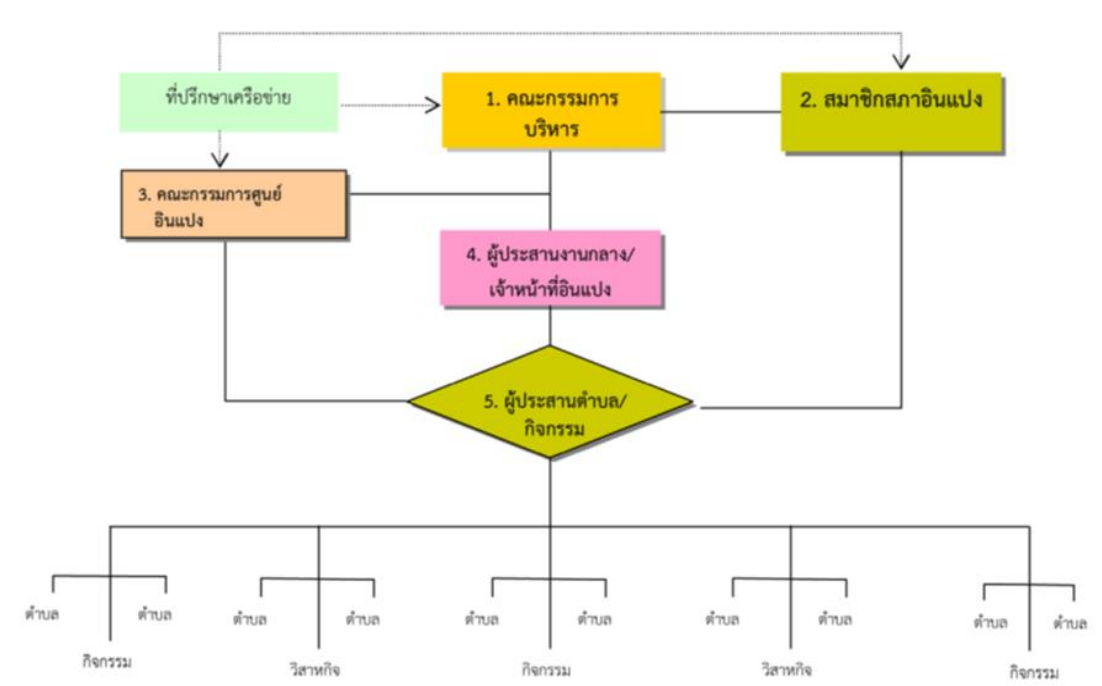 ที่ปรึกษาเครือข่าย
1. คณะกรรมการ
บริหาร
2. สมาชิกสภาอินแปง
3. คณะกรรมการศูนย์
อินแปง
4. ผู้ประสานงานกลาง/
เจ้าหน้าที่อินแปง
5. ผู้ประสานตำบล/
กิจกรรม
ตำบล
ตำบล
ตำบล
ตำบล
ตำบล
ตำบล
ตำบล
ตำบล
ตำบล
ตำบล
กิจกรรม
วิสาหกิจ
กิจกรรม
วิสาหกิจ
กิจกรรม